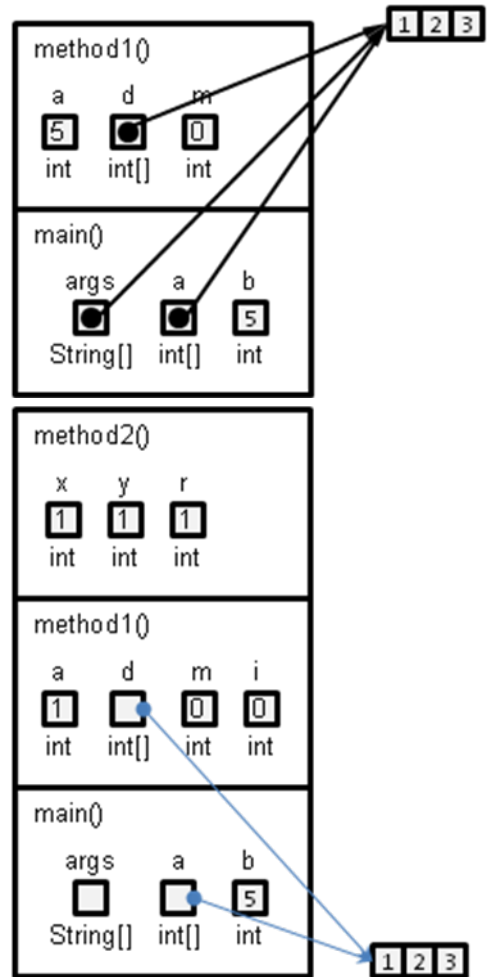 1 2 3
method1()
a d m
5 0
int int[] int
main()
args a b
5
String[] int[] int
method2()
x y r
1 1 1
int int int
method1()
a d m i
1 0 0
int int[] int int
main()
args a b
5
String[] int[] int
1 2 3